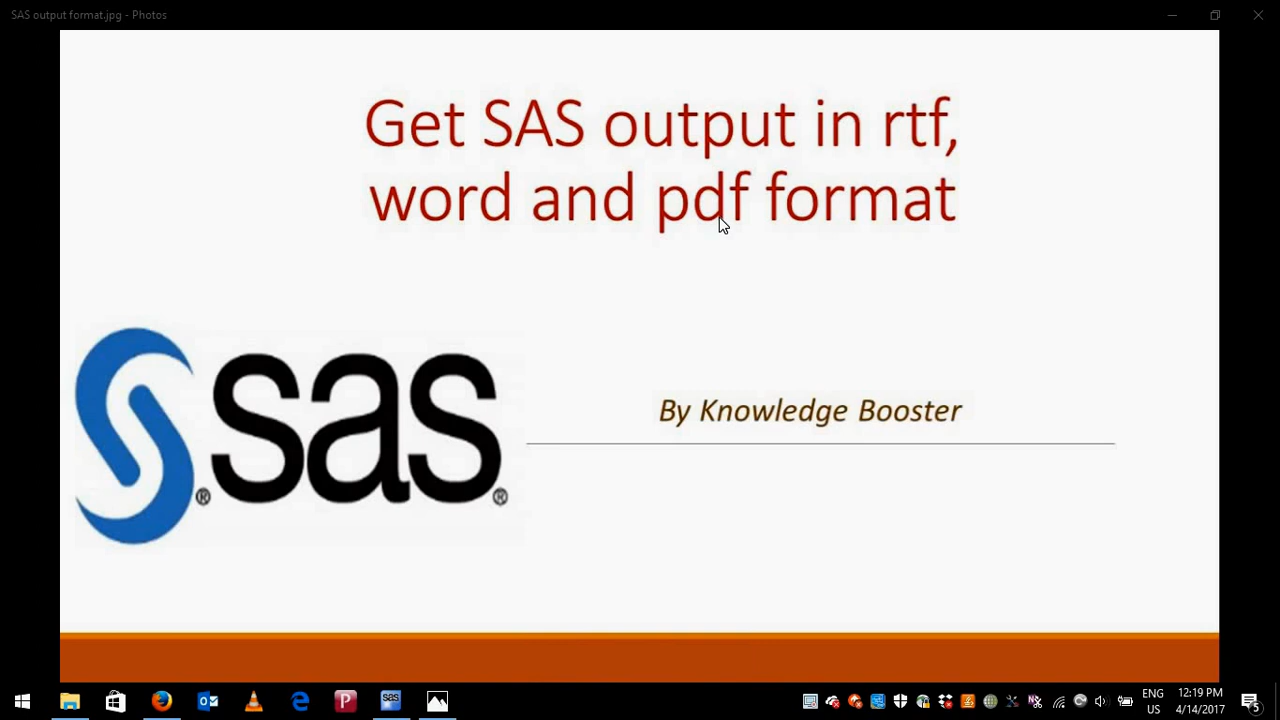 SAS output format.jpg - Photos
Get SAS output in rtf,
word and pdf format
sas
By Knowledge Booster
ENG
US
12:19 PM
4/14/2017
5